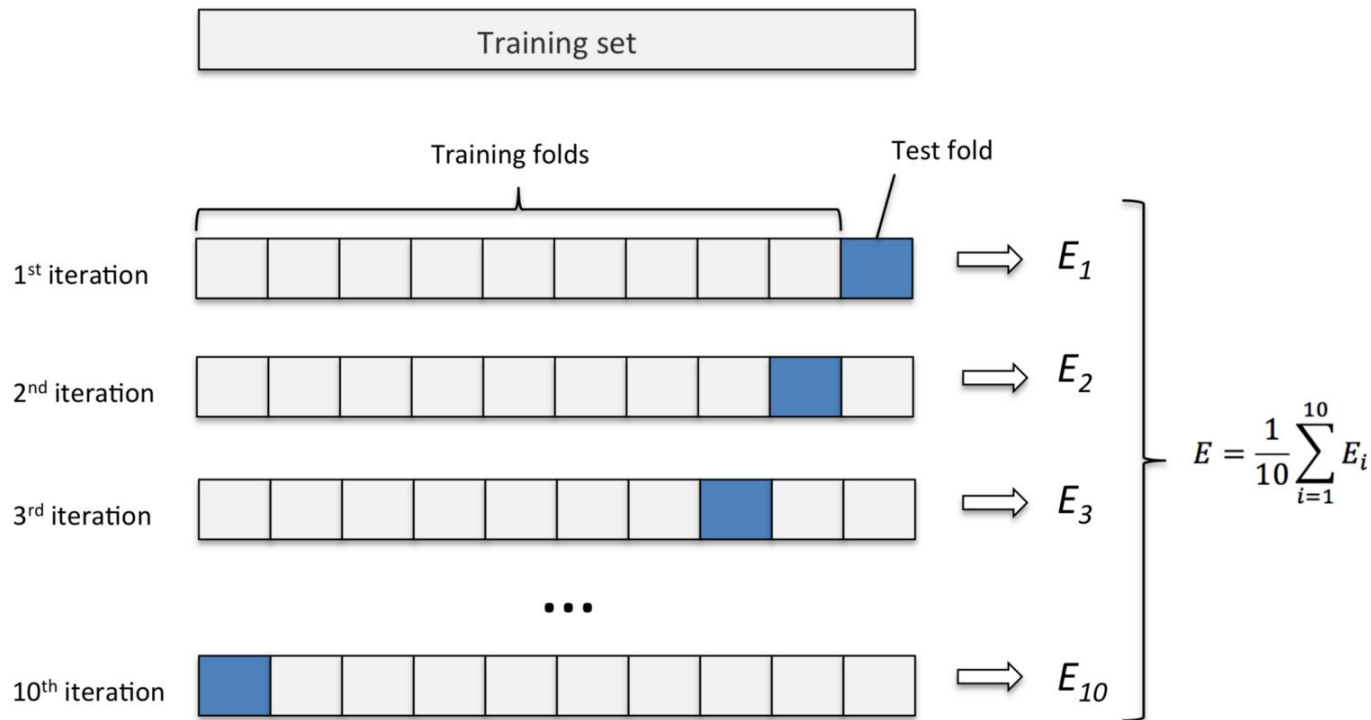 Training set
Training folds
Test fold
1st iteration
E1
2nd iteration
E2
E = 1/10 ∑ i=1 10 Ei
3rd iteration
E3
...
10th iteration
E10